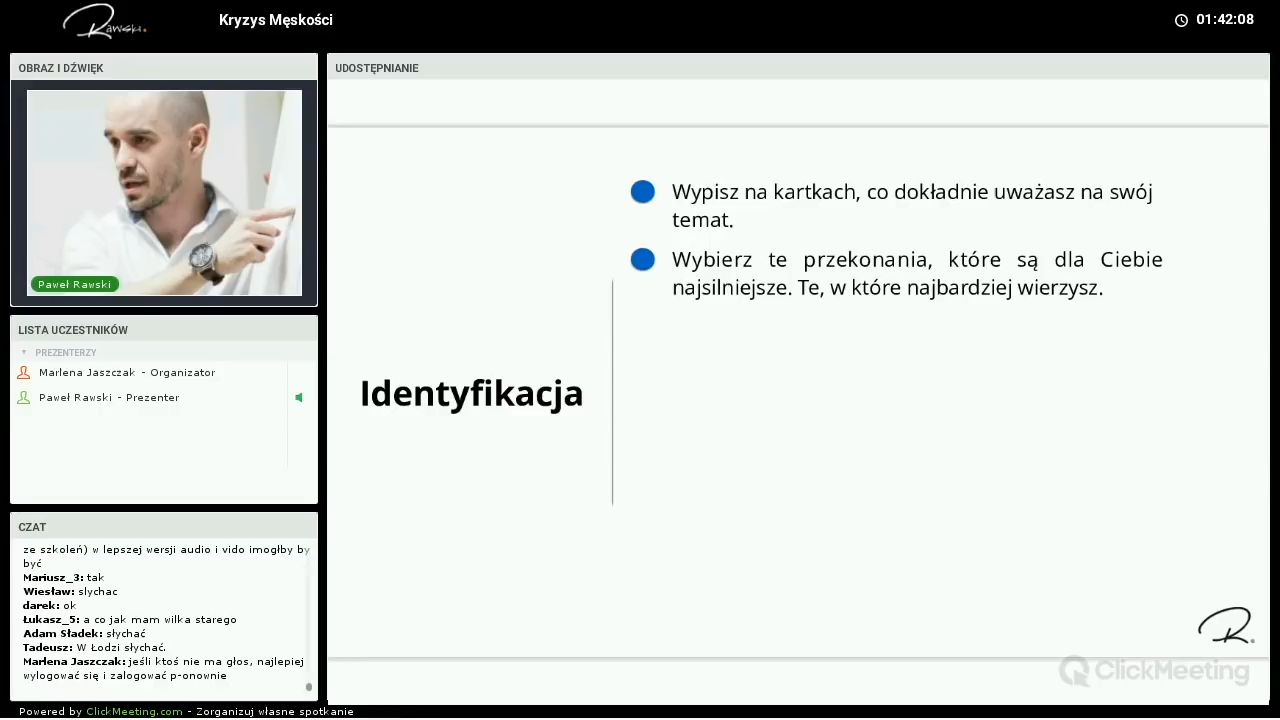 Rawski.
Kryzys Męskości
01:42:08
OBRAZ I DŹWIĘK
Paweł Rawski
LISTA UCZESTNIKÓW
PREZENTERZY
Marlena Jaszczak - Organizator
Paweł Rawski - Prezenter
CZAT
ze szkoleń) w lepszej wersji audio i vido imogłby by
być
Mariusz_3: tak
Wiesław: slychac
darek: ok
Łukasz_5: a co jak mam wilka starego
Adam Sładek: słychać
Tadeusz: W Łodzi słychać.
Marlena Jaszczak: jeśli ktoś nie ma głos, najlepiej
wylogować się i zalogować p-onownie
UDOSTĘPNIANIE
Identyfikacja
Wypisz na kartkach, co dokładnie uważasz na swój
temat.
Wybierz te przekonania, które są dla Ciebie
najsilniejsze. Te, w które najbardziej wierzysz.
R.
ClickMeeting
Powered by ClickMeeting.com - Zorganizuj własne spotkanie